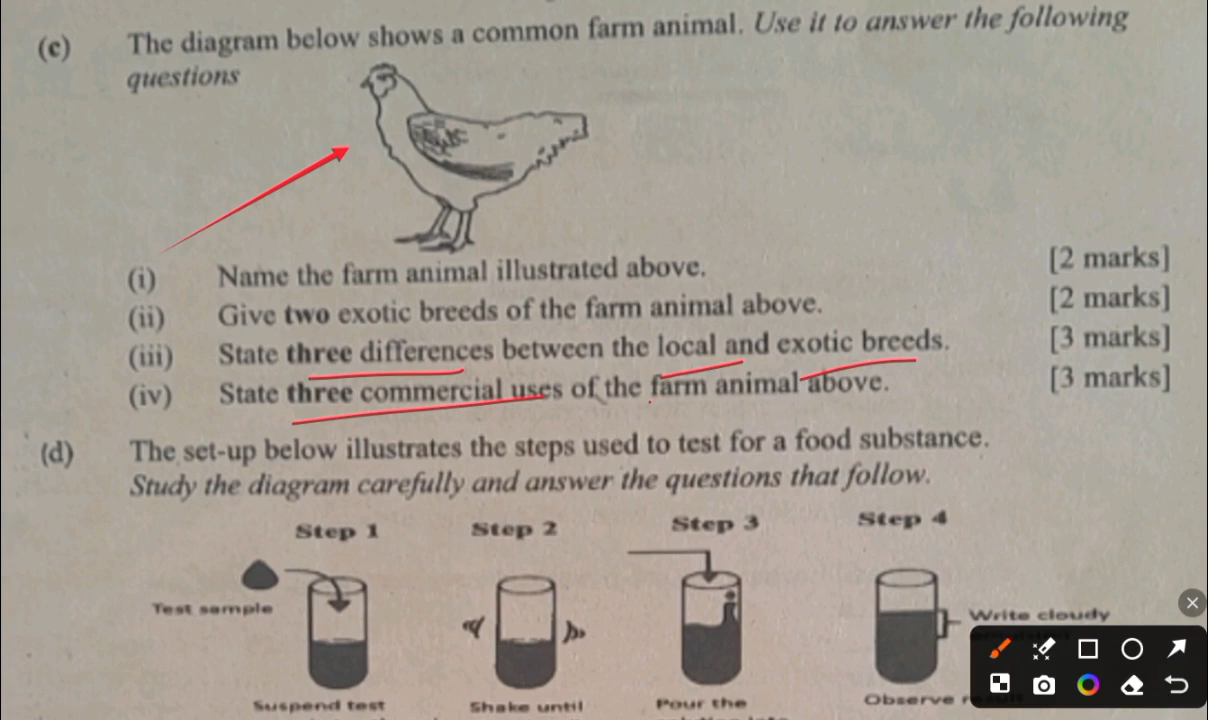 (c) The diagram below shows a common farm animal. Use it to answer the following
questions
(i) Name the farm animal illustrated above. [2 marks]
(ii) Give two exotic breeds of the farm animal above. [2 marks]
(iii) State three differences between the local and exotic breeds. [3 marks]
(iv) State three commercial uses of the farm animal above. [3 marks]
(d) The set-up below illustrates the steps used to test for a food substance.
Study the diagram carefully and answer the questions that follow.
Step 1 Step 2 Step 3 Step 4
Test sample
Write cloudy
Suspend test Shake until Pour the Observe